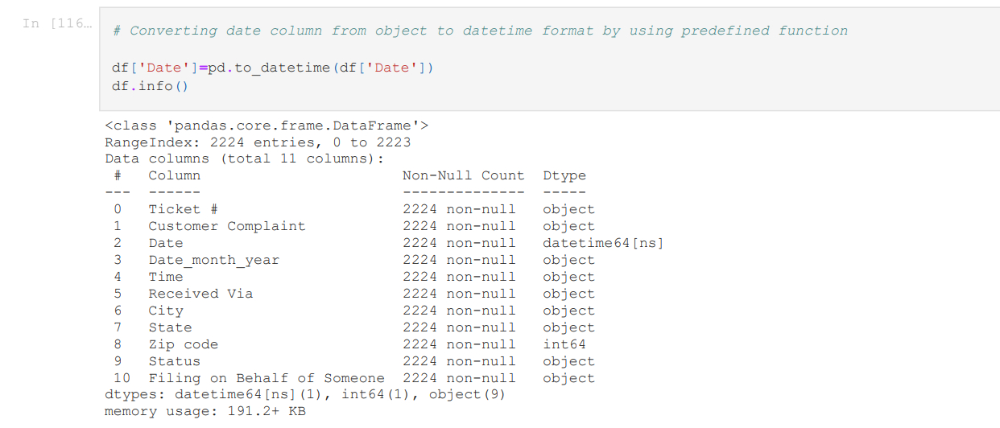 In [116…
# Converting date column from object to datetime format by using predefined function
df['Date']=pd.to_datetime(df['Date'])
df.info()
<class 'pandas.core.frame.DataFrame'>
RangeIndex: 2224 entries, 0 to 2223
Data columns (total 11 columns):
 #   Column                       Non-Null Count  Dtype
---  ------                       --------------  -----
 0   Ticket #                     2224 non-null   object
 1   Customer Complaint           2224 non-null   object
 2   Date                         2224 non-null   datetime64[ns]
 3   Date_month_year              2224 non-null   object
 4   Time                         2224 non-null   object
 5   Received Via                 2224 non-null   object
 6   City                         2224 non-null   object
 7   State                        2224 non-null   object
 8   Zip code                     2224 non-null   int64
 9   Status                       2224 non-null   object
 10  Filing on Behalf of Someone  2224 non-null   object
dtypes: datetime64[ns](1), int64(1), object(9)
memory usage: 191.2+ KB